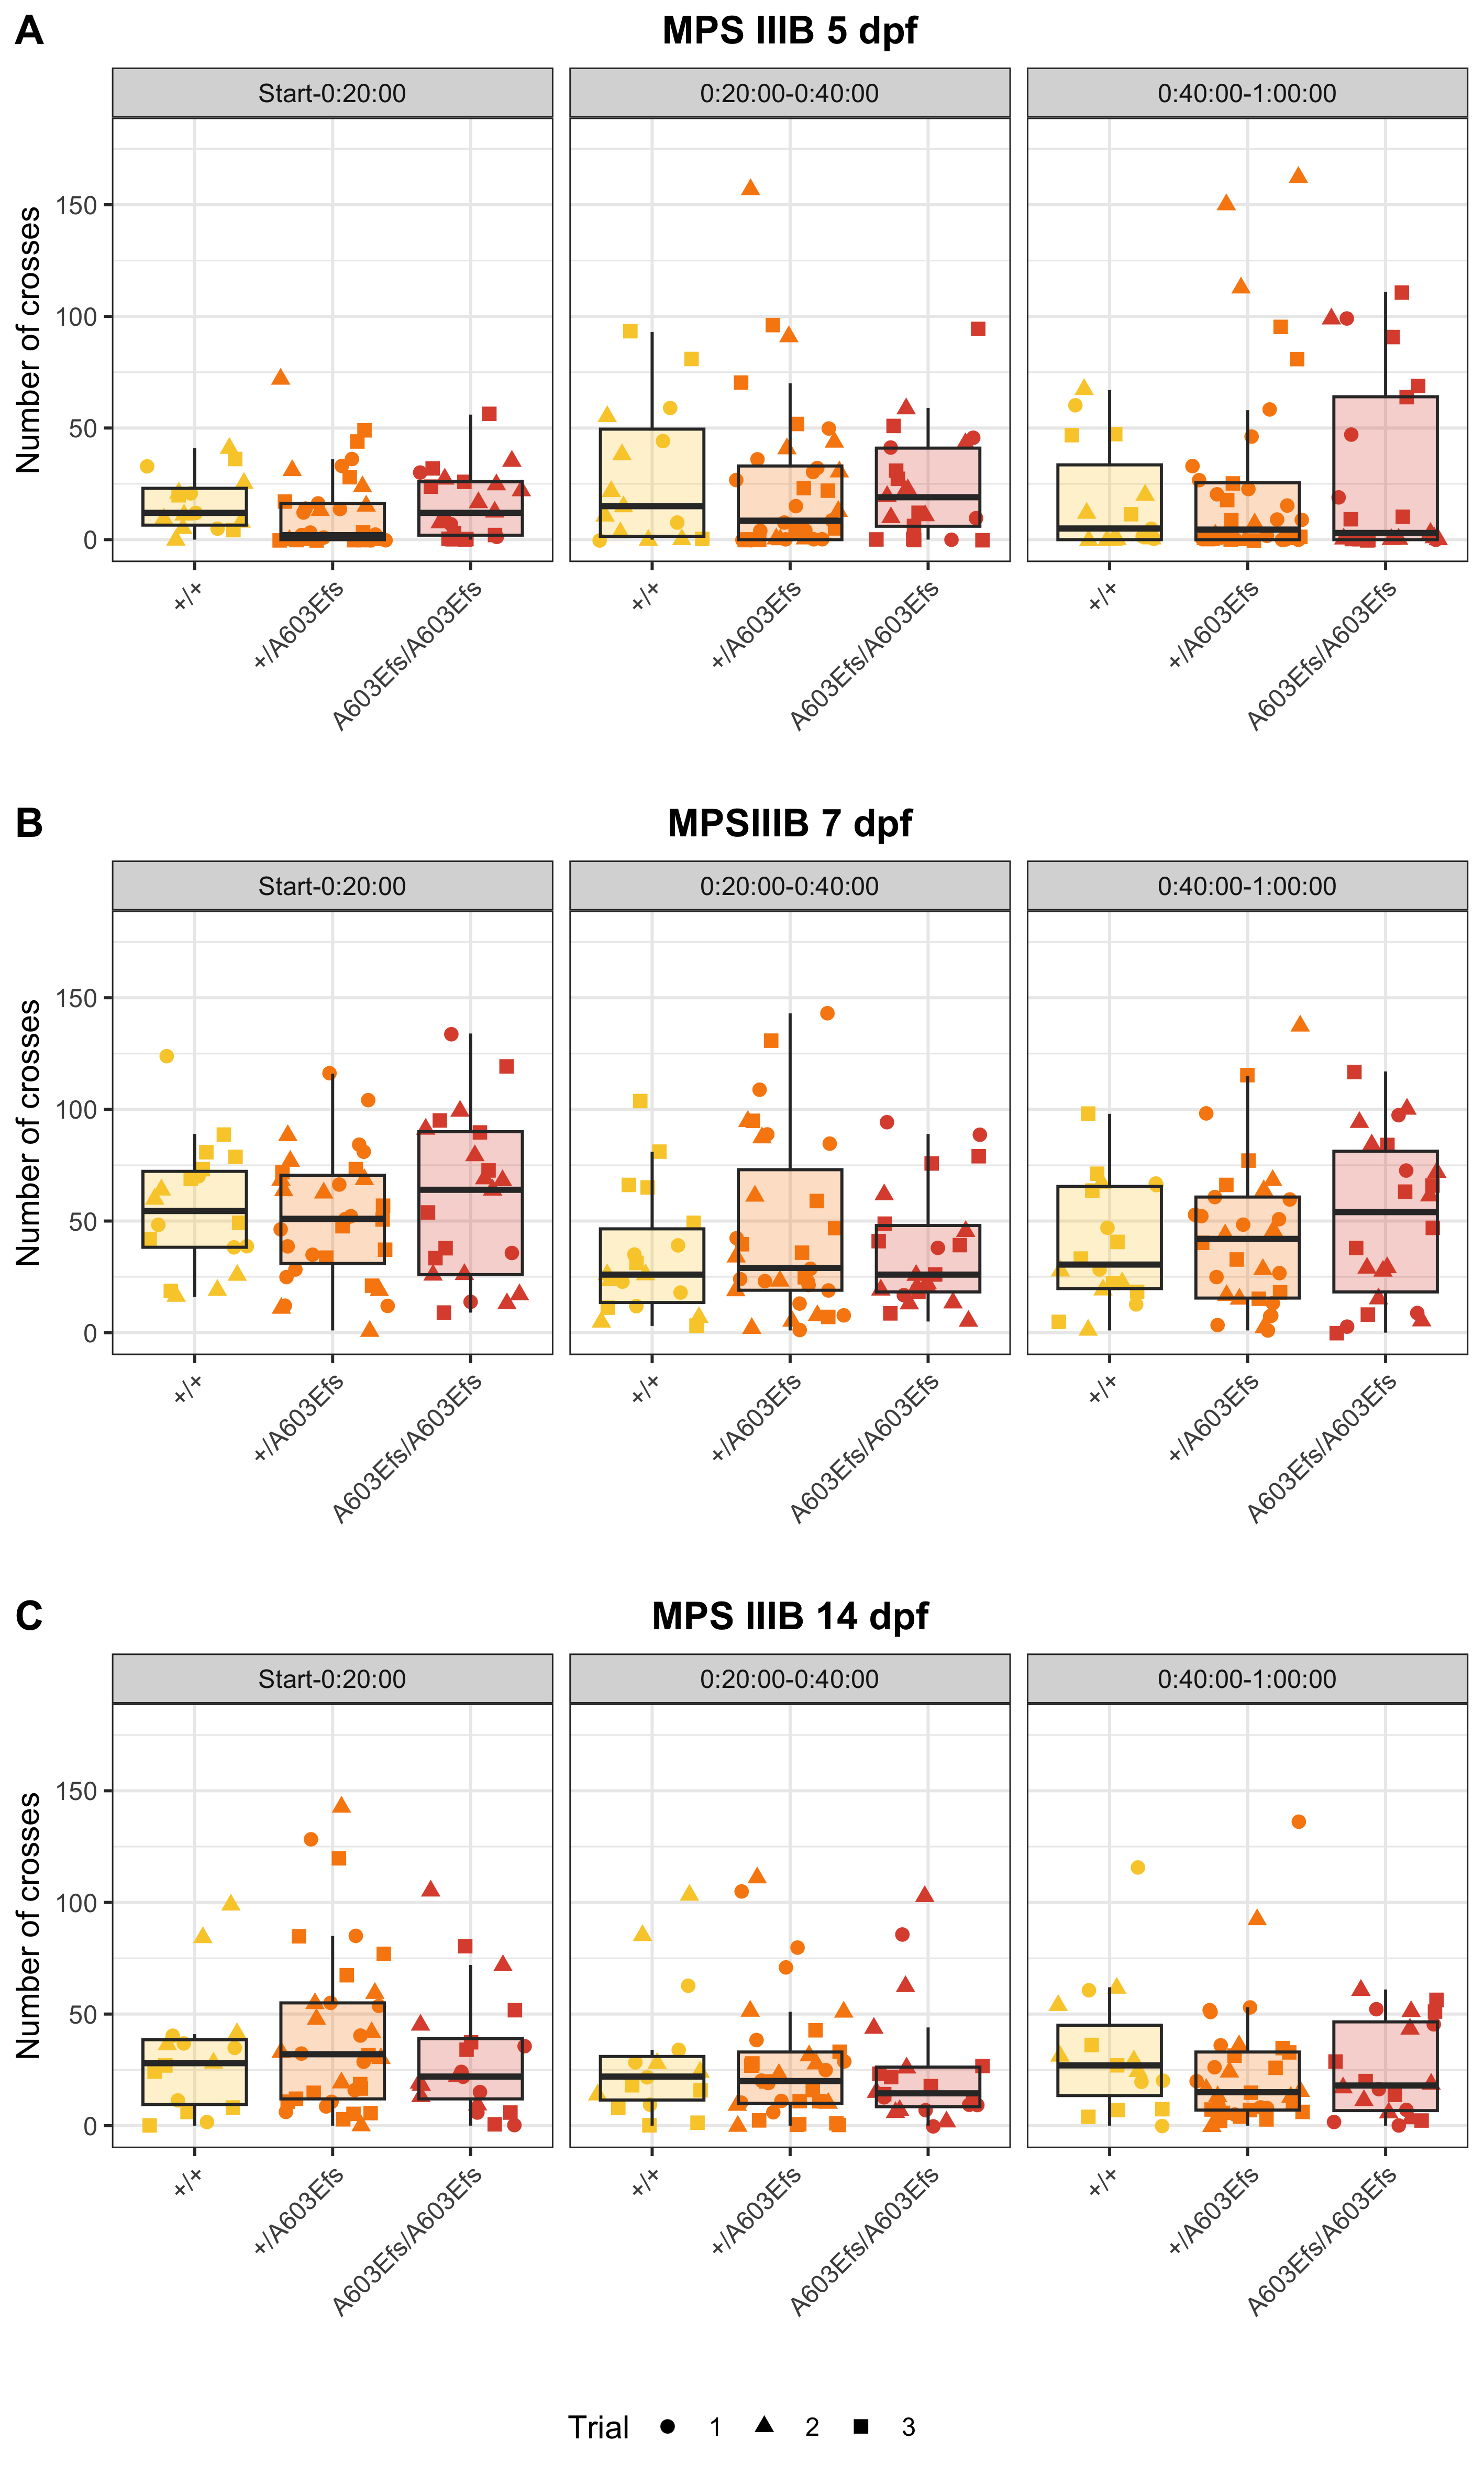 A
MPS IIIB 5 dpf
Start-0:20:00
0:20:00-0:40:00
0:40:00-1:00:00
Number of crosses
150
100
50
0
+/+
+/A603Efs
A603Efs/A603Efs
+/+
+/A603Efs
A603Efs/A603Efs
+/+
+/A603Efs
A603Efs/A603Efs
B
MPSIIIB 7 dpf
Start-0:20:00
0:20:00-0:40:00
0:40:00-1:00:00
Number of crosses
150
100
50
0
+/+
+/A603Efs
A603Efs/A603Efs
+/+
+/A603Efs
A603Efs/A603Efs
+/+
+/A603Efs
A603Efs/A603Efs
C
MPS IIIB 14 dpf
Start-0:20:00
0:20:00-0:40:00
0:40:00-1:00:00
Number of crosses
150
100
50
0
+/+
+/A603Efs
A603Efs/A603Efs
+/+
+/A603Efs
A603Efs/A603Efs
+/+
+/A603Efs
A603Efs/A603Efs
Trial 1 2 3